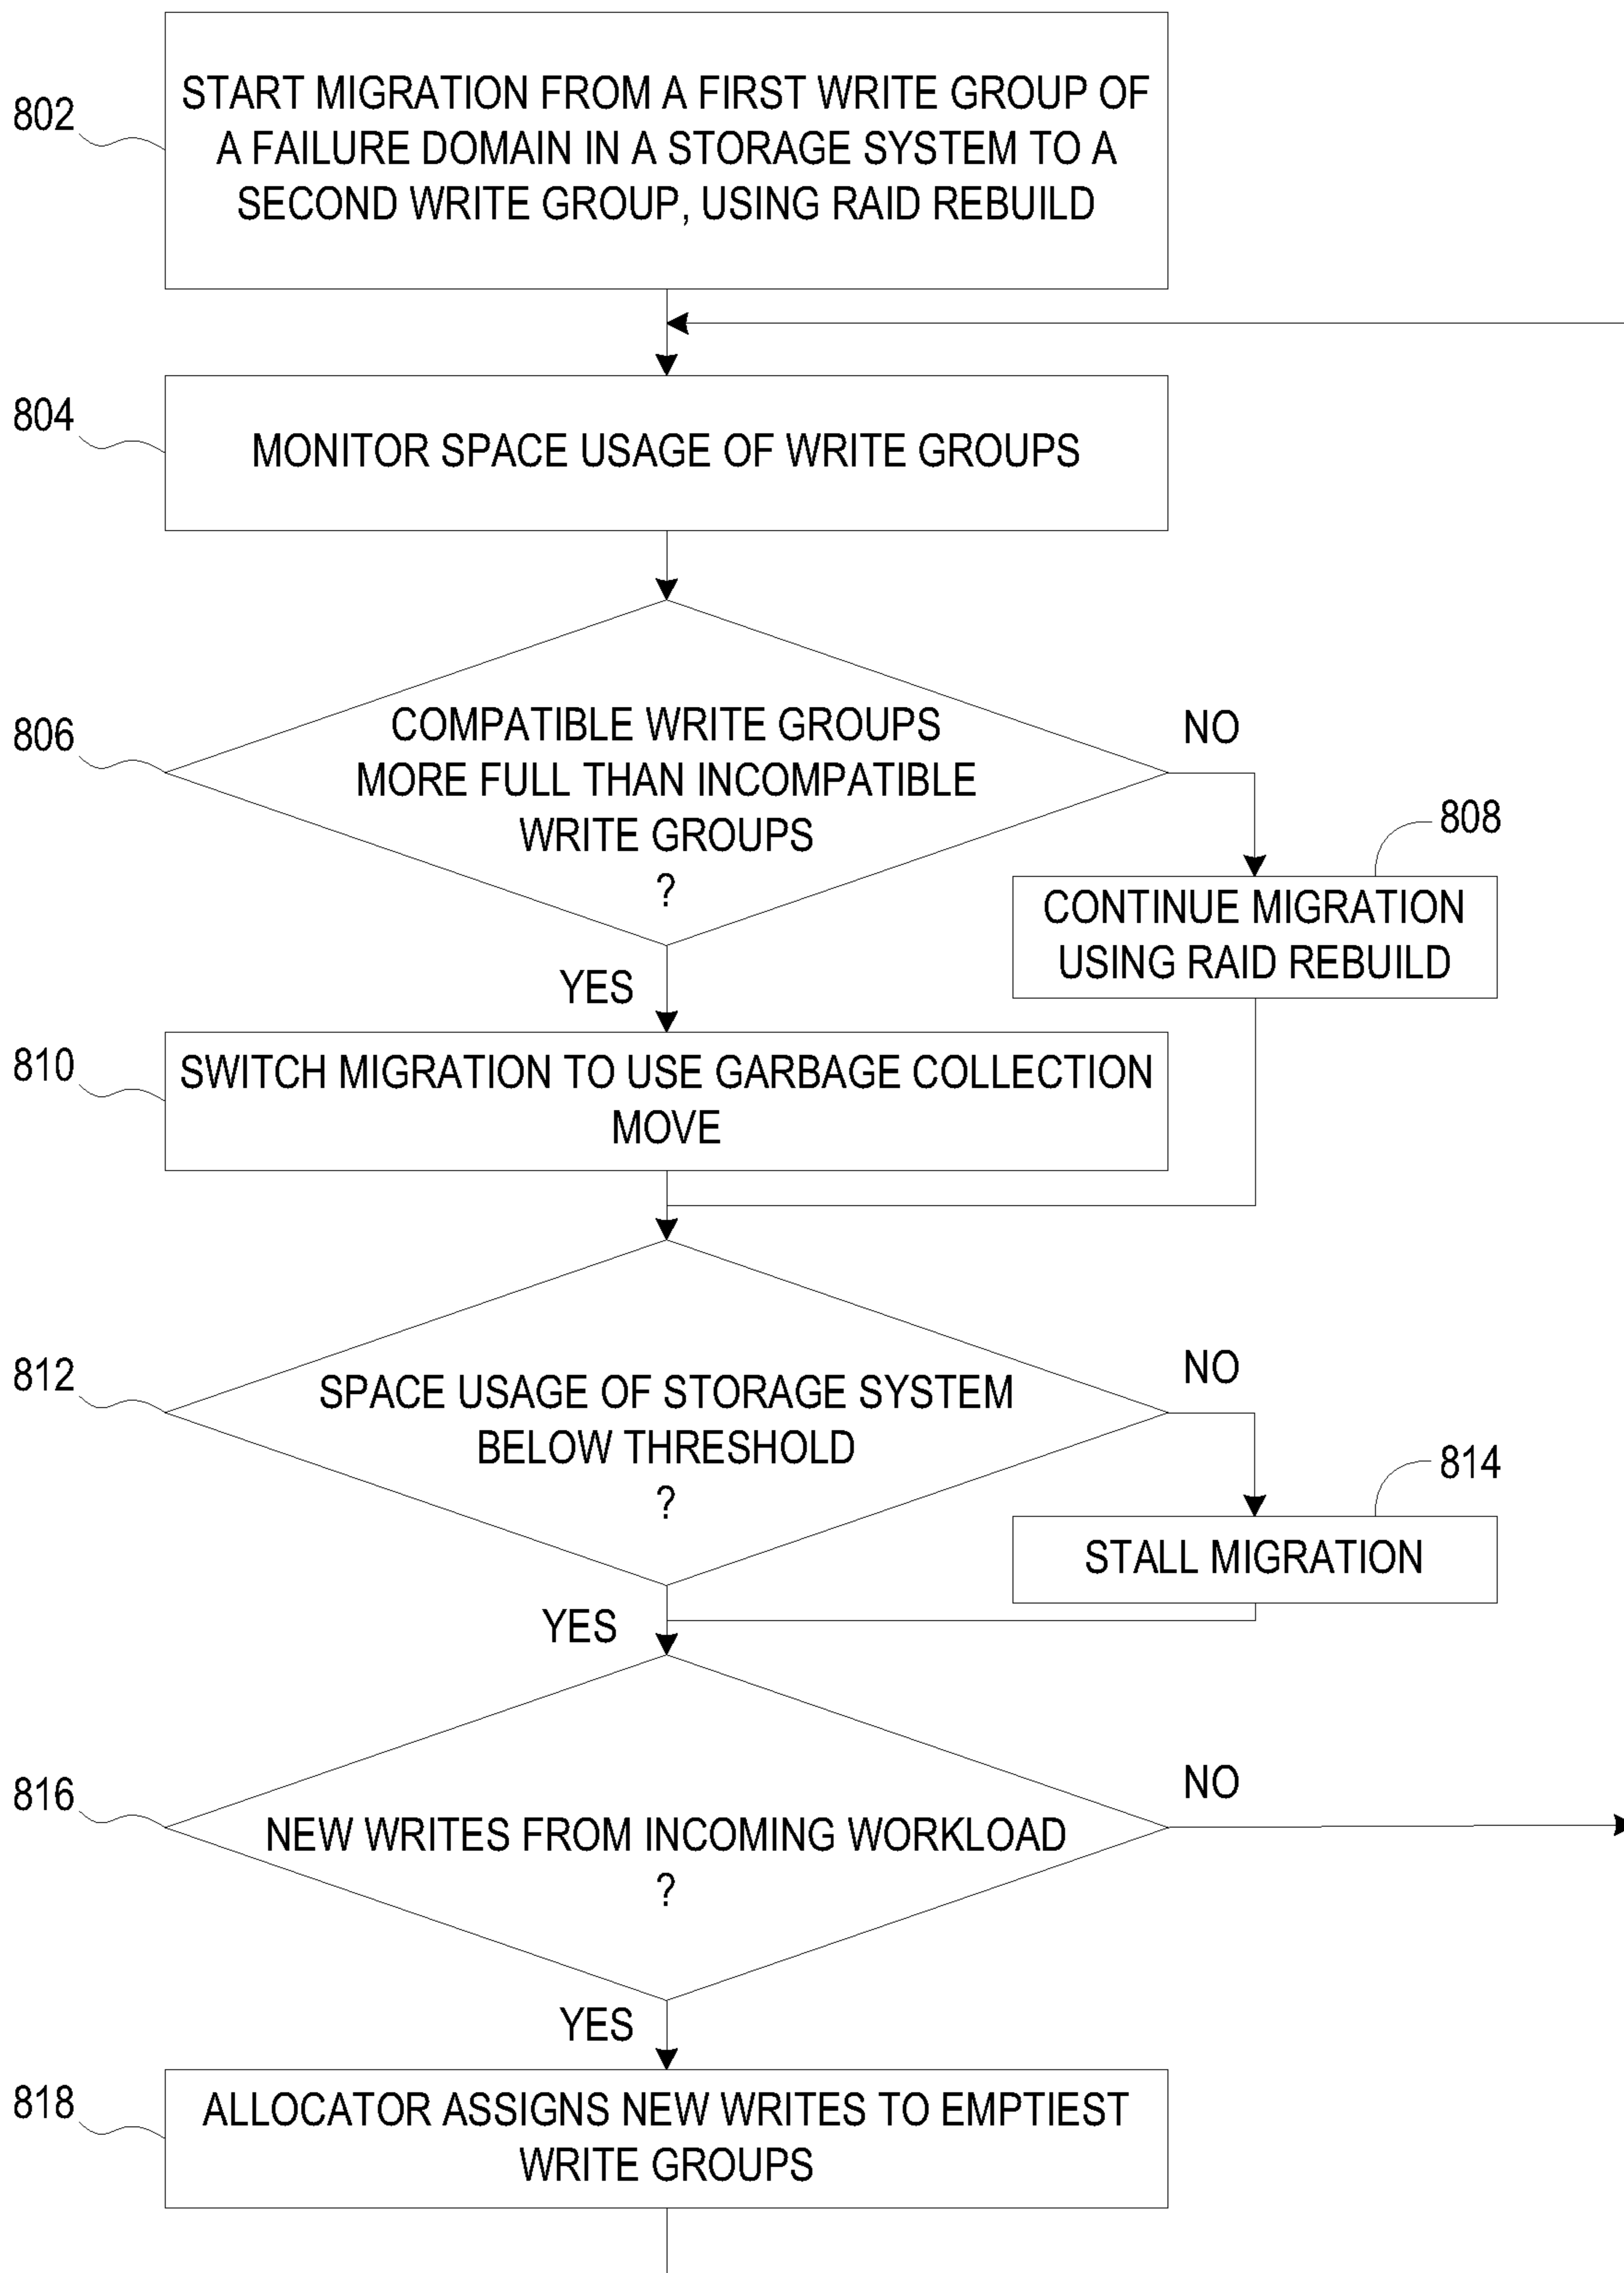 802
START MIGRATION FROM A FIRST WRITE GROUP OF
A FAILURE DOMAIN IN A STORAGE SYSTEM TO A
SECOND WRITE GROUP, USING RAID REBUILD
804
MONITOR SPACE USAGE OF WRITE GROUPS
806
COMPATIBLE WRITE GROUPS
MORE FULL THAN INCOMPATIBLE
WRITE GROUPS
?
NO
808
CONTINUE MIGRATION
USING RAID REBUILD
YES
810
SWITCH MIGRATION TO USE GARBAGE COLLECTION
MOVE
812
SPACE USAGE OF STORAGE SYSTEM
BELOW THRESHOLD
?
NO
814
STALL MIGRATION
YES
816
NEW WRITES FROM INCOMING WORKLOAD
?
NO
YES
818
ALLOCATOR ASSIGNS NEW WRITES TO EMPTIEST
WRITE GROUPS